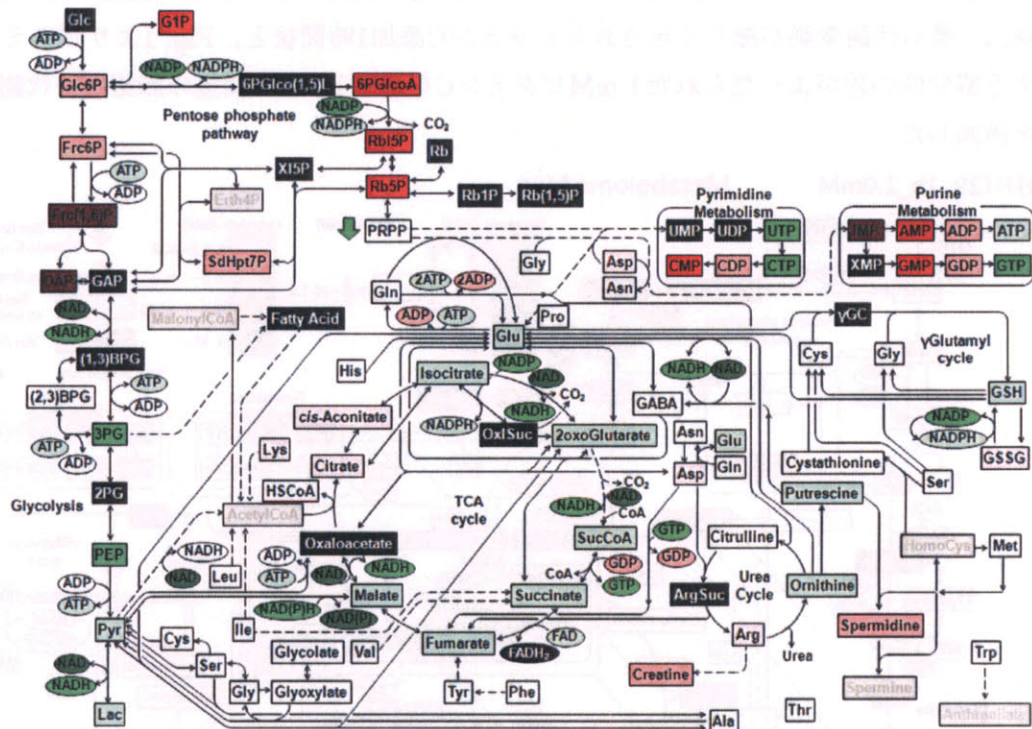 Glc
G1P
ATP
ADP
NADP
NADPH
Glc6P
6PGlco(1,5)l
6PGlcoA
NADP
NADPH
CO₂
Pentose phosphate
pathway
Rbl5P
Rb
Frc6P
ATP
ADP
Xl5P
Erth4P
Rb5P
Rb1P
Rb(1,5)P
Frc(1,6)P
PRPP
Pyrimidine
Metabolism
UMP
UDP
UTP
CMP
CDP
CTP
Purine
Metabolism
IMP
AMP
ADP
ATP
XMP
GMP
GDP
GTP
SdHpt7P
DAP
GAP
Gly
Asp
Asn
Gln
2ATP
2ADP
ADP
ATP
Glu
Pro
NAD
NADH
MalonylCoA
Fatty Acid
(1,3)BPG
His
Isocitrate
NADP
NAD
CO₂
NADH
NADPH
NADH
NAD
GABA
γGC
Cys
Gly
γGlutamyl
cycle
GSH
NADP
NADPH
GSSG
(2,3)BPG
ATP
ADP
cis-Aconitate
OxlSuc
2oxoGlutarate
Asn
Glu
Gln
Asp
3PG
ATP
ADP
Lys
Citrate
HSCoA
Cystathionine
Ser
Putrescine
2PG
Glycolysis
AcetylCoA
TCA
cycle
CO₂
NAD
NADH
CoA
GTP
SucCoA
GDP
CoA
GTP
GDP
Citrulline
HomoCys
Met
PEP
ADP
ATP
NADH
NAD
Leu
Oxaloacetate
ADP
ATP
NAD
NADH
Malate
NAD(P)H
NAD(P)
Succinate
ArgSuc
Urea
Cycle
Ornithine
Pyr
Cys
Ser
Ile
Glycolate
Val
Fumarate
FAD
FADH₂
Arg
Urea
Spermidine
NAD
NADH
Gly
Glyoxylate
Tyr
Phe
Creatine
Spermine
Trp
Anthranilate
Lac
Ala
Thr